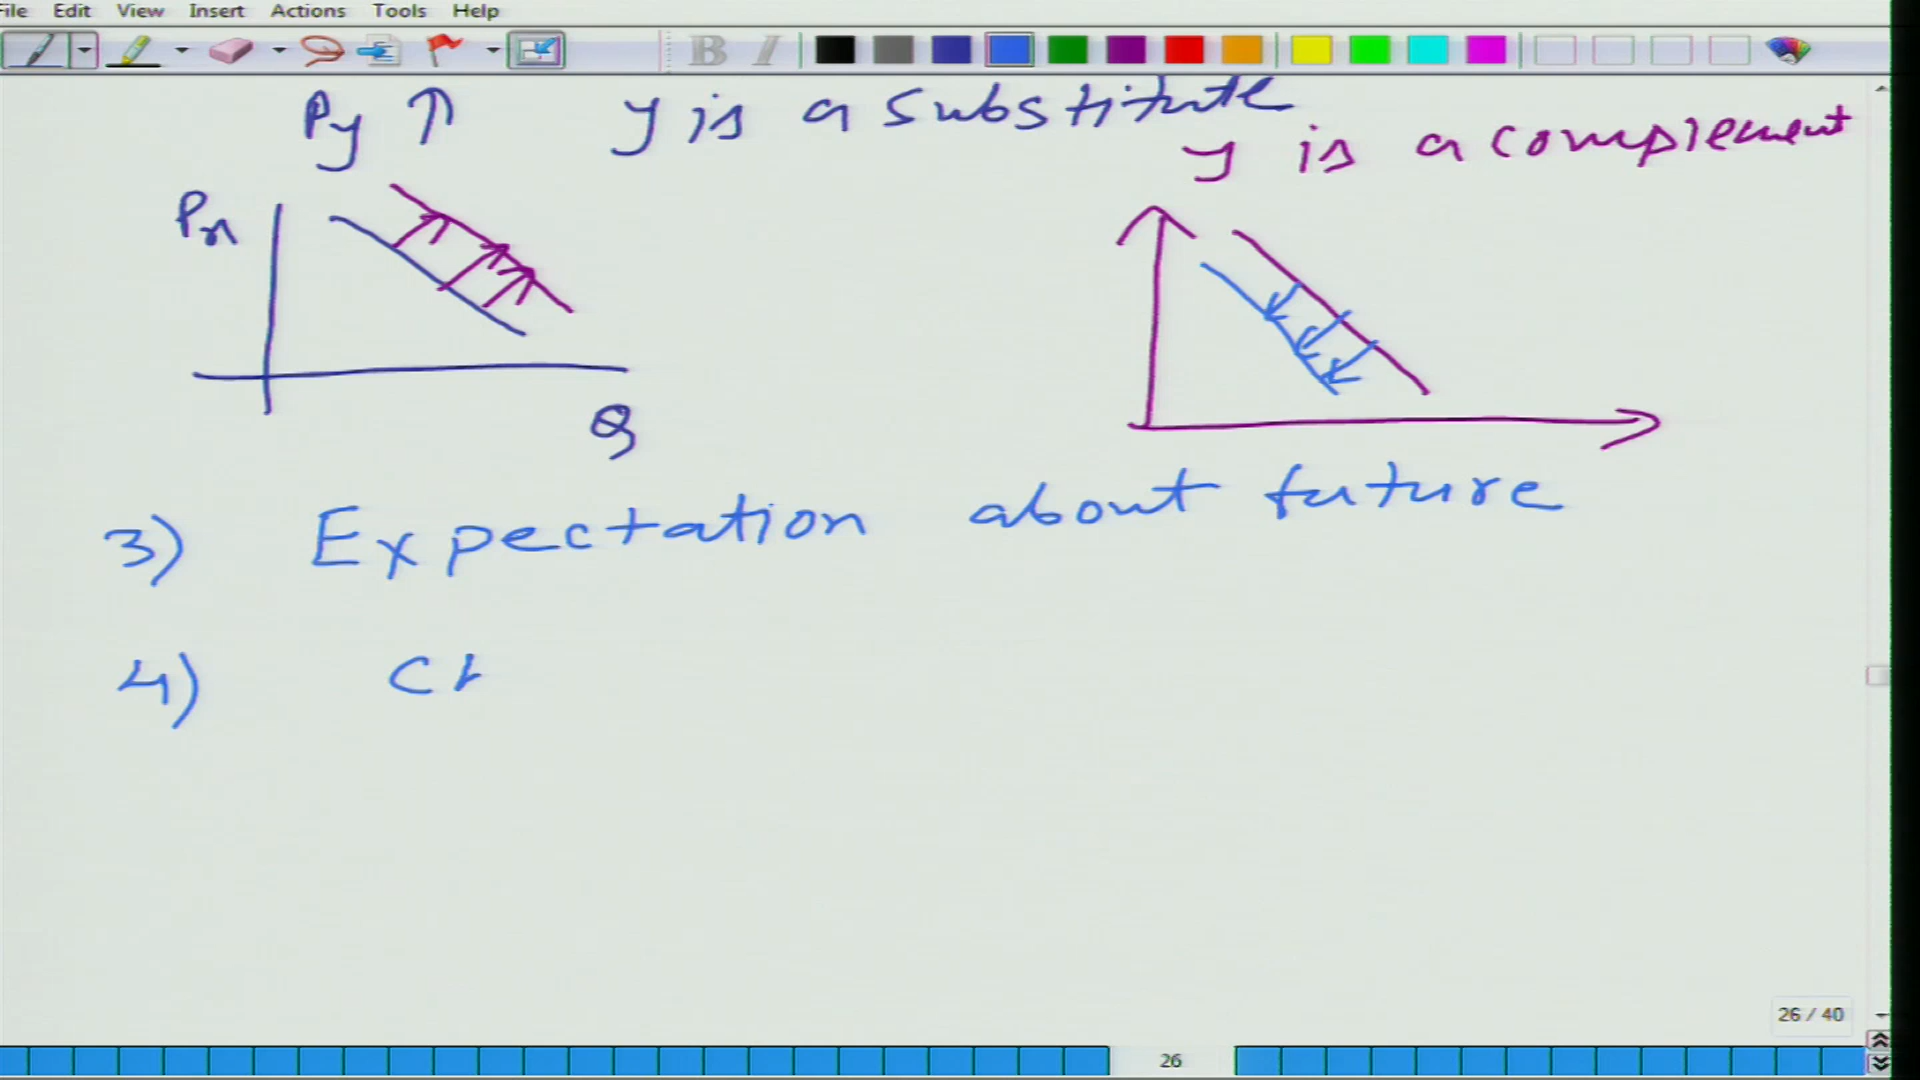 File Edit View Insert Actions Tools Help
B I
Py ↑ y is a substitute
y is a complement
Px
Q
3) Expectation about future
4) Ch
26 / 40
26